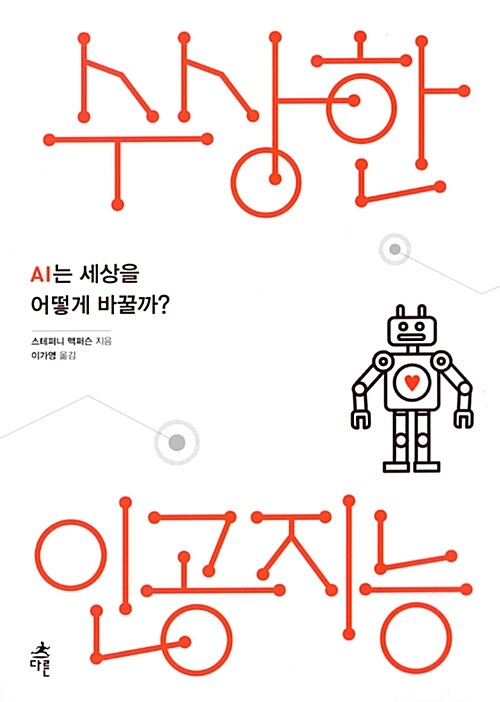 수상한
AI는 세상을
어떻게 바꿀까?
스테퍼니 맥퍼슨 지음
이가영 옮김
인공지능
다른